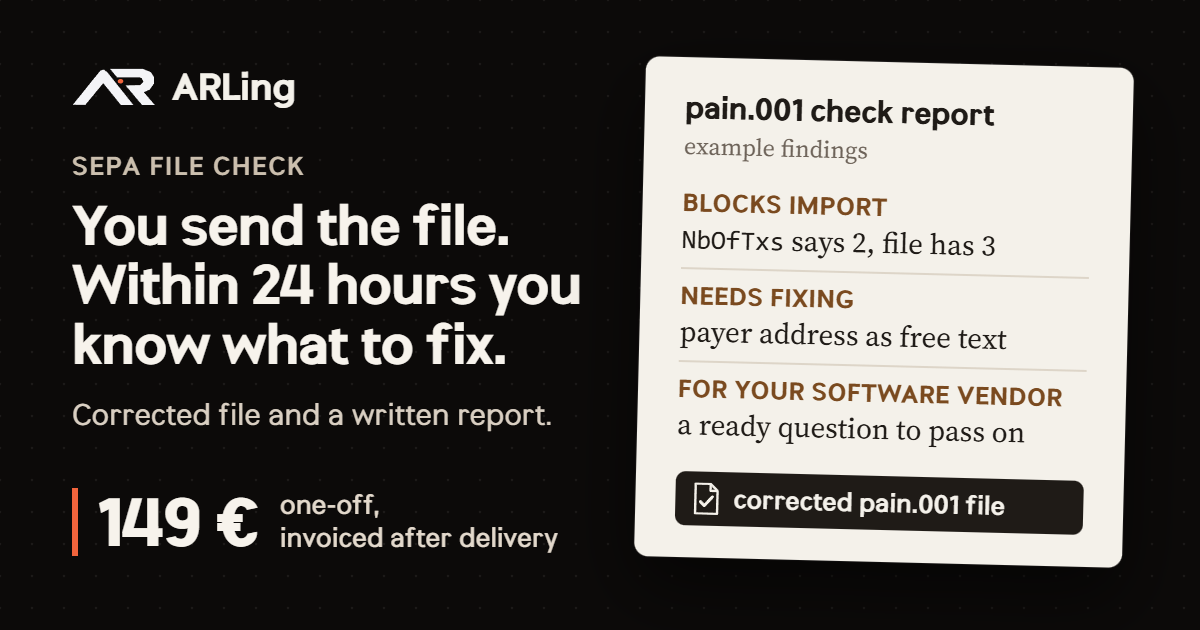 ARLing
SEPA FILE CHECK
You send the file.
Within 24 hours you
know what to fix.
Corrected file and a written report.
149 €
one-off,
invoiced after delivery
pain.001 check report
example findings
BLOCKS IMPORT
NbOfTxs says 2, file has 3
NEEDS FIXING
payer address as free text
FOR YOUR SOFTWARE VENDOR
a ready question to pass on
corrected pain.001 file